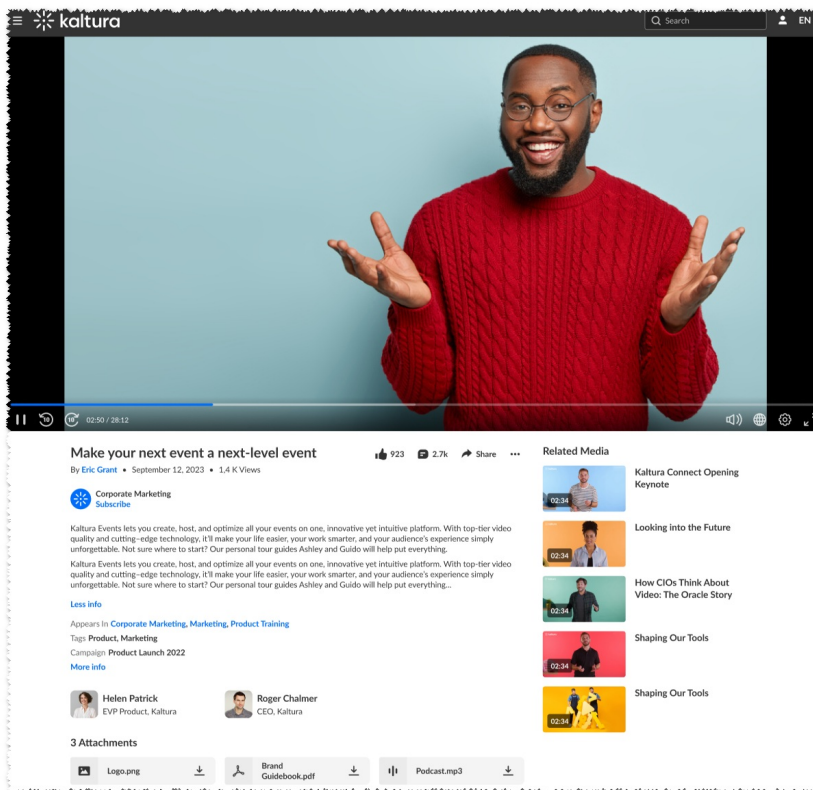 kaltura
Search
EN
10
10
02:50 / 28:12
Make your next event a next-level event
923
2.7k
Share
By Eric Grant • September 12, 2023 • 1,4 K Views
Corporate Marketing
Subscribe
Kaltura Events lets you create, host, and optimize all your events on one, innovative yet intuitive platform. With top-tier video
quality and cutting-edge technology, it'll make your life easier, your work smarter, and your audience's experience simply
unforgettable. Not sure where to start? Our personal tour guides Ashley and Guido will help put everything.
Kaltura Events lets you create, host, and optimize all your events on one, innovative yet intuitive platform. With top-tier video
quality and cutting-edge technology, it'll make your life easier, your work smarter, and your audience's experience simply
unforgettable. Not sure where to start? Our personal tour guides Ashley and Guido will help put everything...
Less info
Appears In Corporate Marketing, Marketing, Product Training
Tags Product, Marketing
Campaign Product Launch 2022
More info
Helen Patrick
EVP Product, Kaltura
Roger Chalmer
CEO, Kaltura
3 Attachments
Logo.png
Brand
Guidebook.pdf
Podcast.mp3
Related Media
02:34
Kaltura Connect Opening
Keynote
02:34
Looking into the Future
02:34
How CIOs Think About
Video: The Oracle Story
02:34
Shaping Our Tools
02:34
Shaping Our Tools